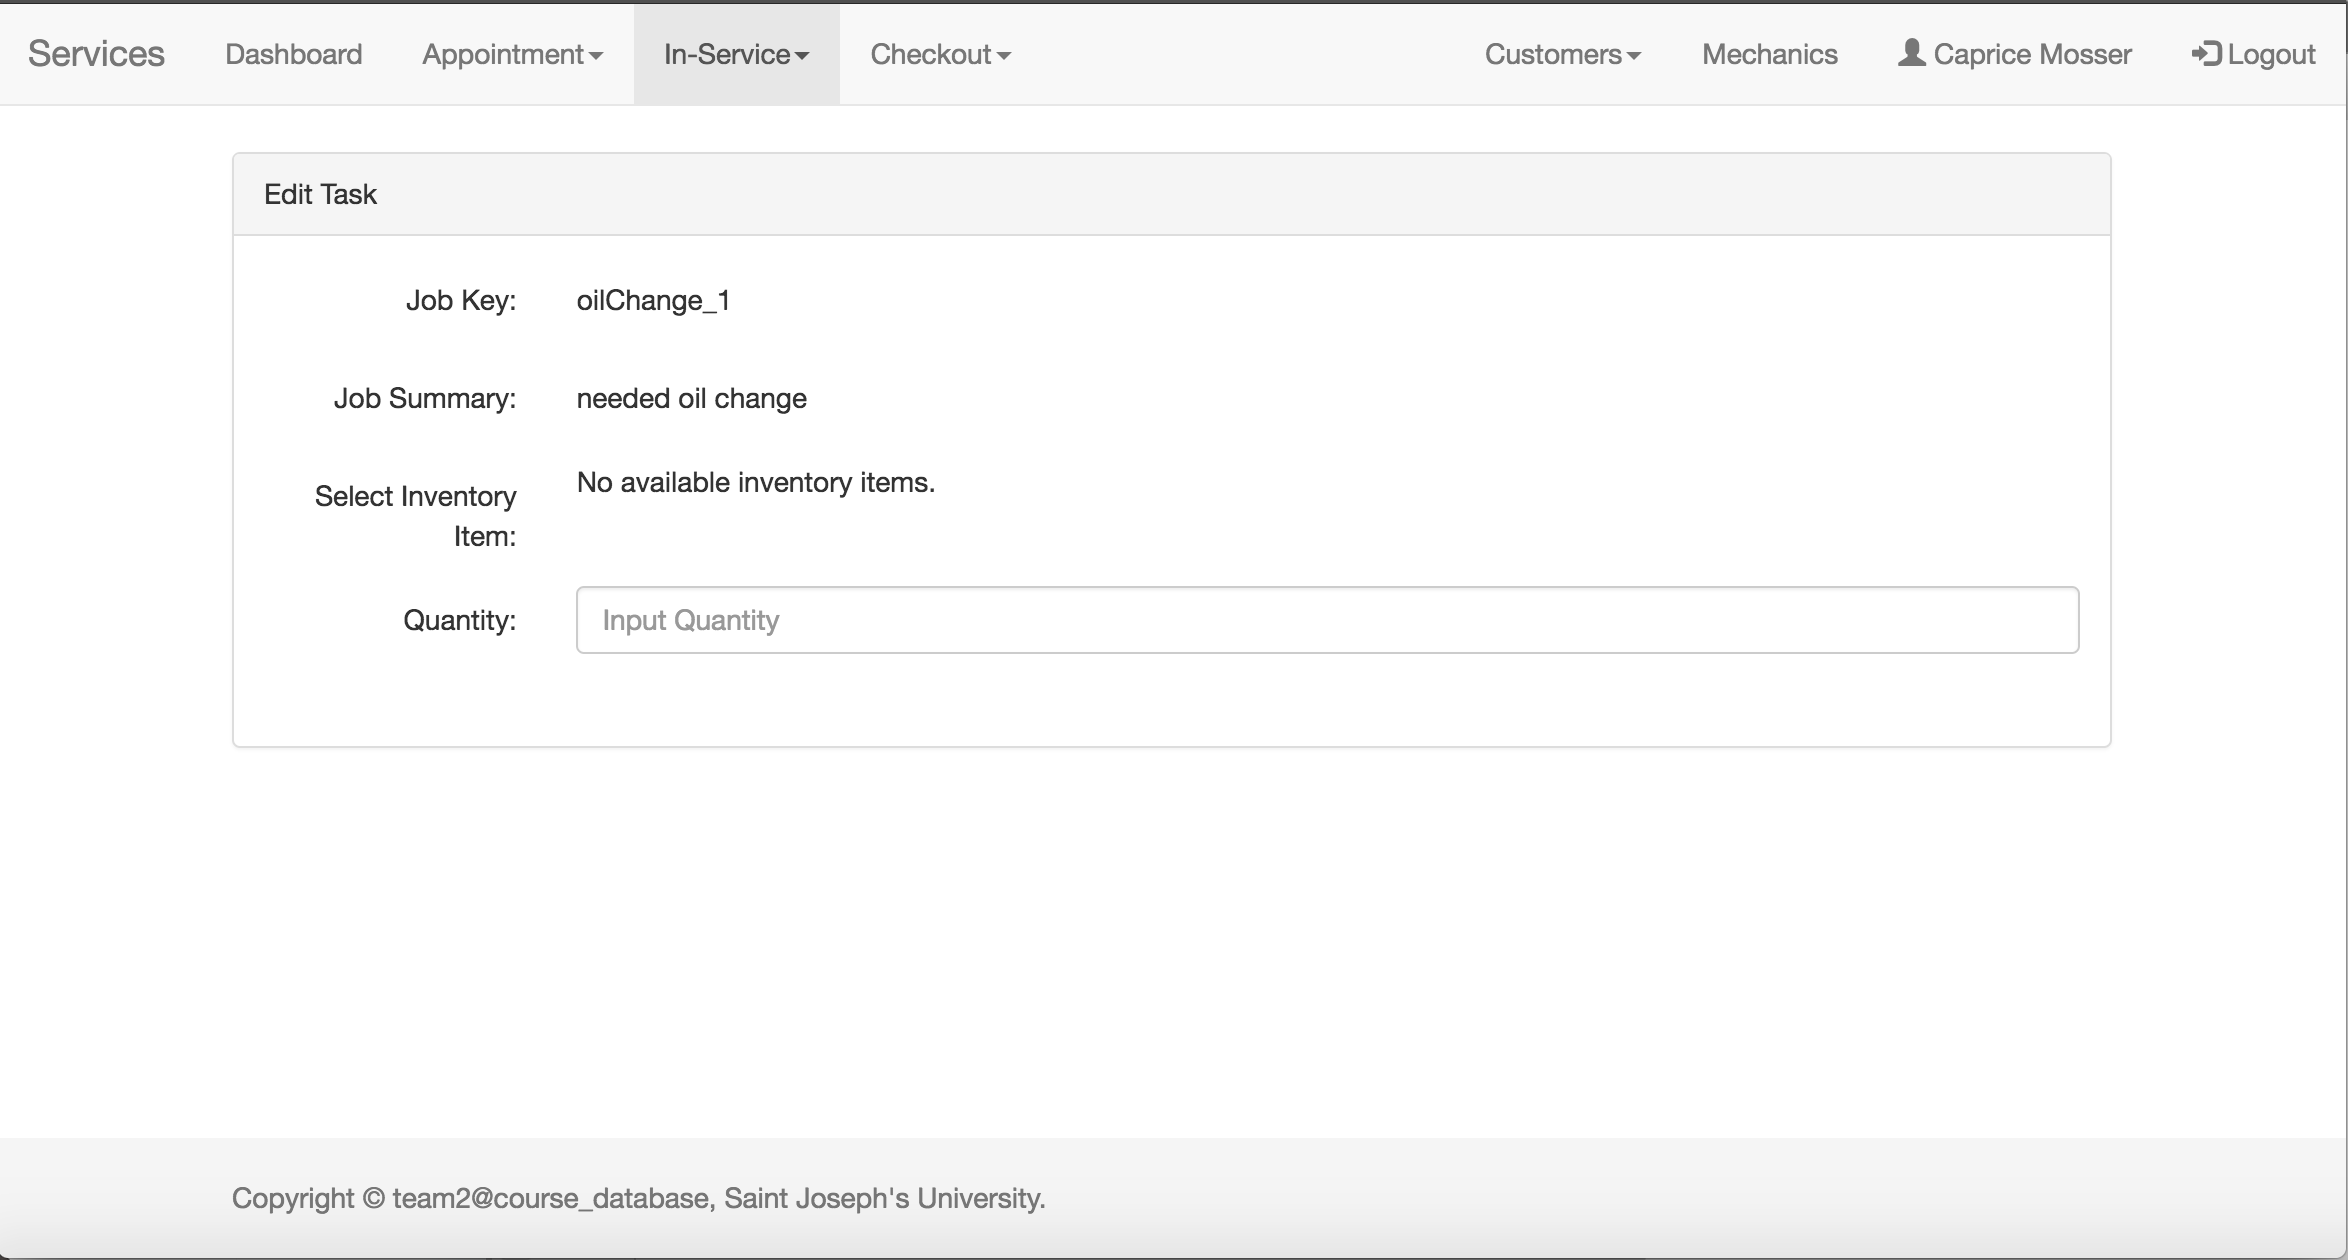 Services Dashboard Appointment In-Service Checkout Customers Mechanics Caprice Mosser Logout
Edit Task
Job Key: oilChange_1
Job Summary: needed oil change
Select Inventory Item: No available inventory items.
Quantity: Input Quantity
Copyright © team2@course_database, Saint Joseph's University.